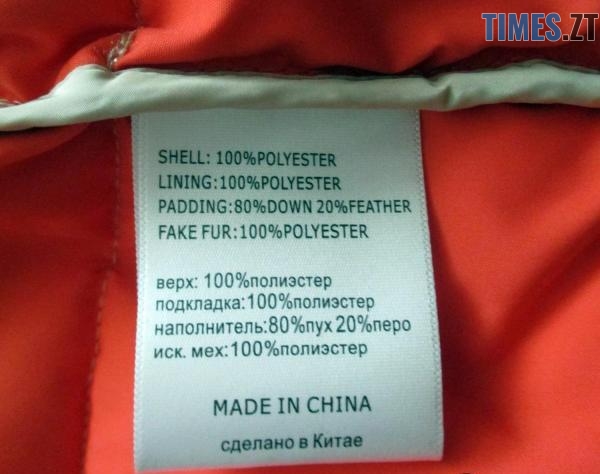 TIMES.ZT
SHELL: 100%POLYESTER
LINING:100%POLYESTER
PADDING:80%DOWN 20%FEATHER
FAKE FUR:100%POLYESTER
верх: 100%полиэстер
подкладка:100%полиэстер
наполнитель:80%пух 20%перо
иск. мех:100%полиэстер
MADE IN CHINA
сделано в Китае